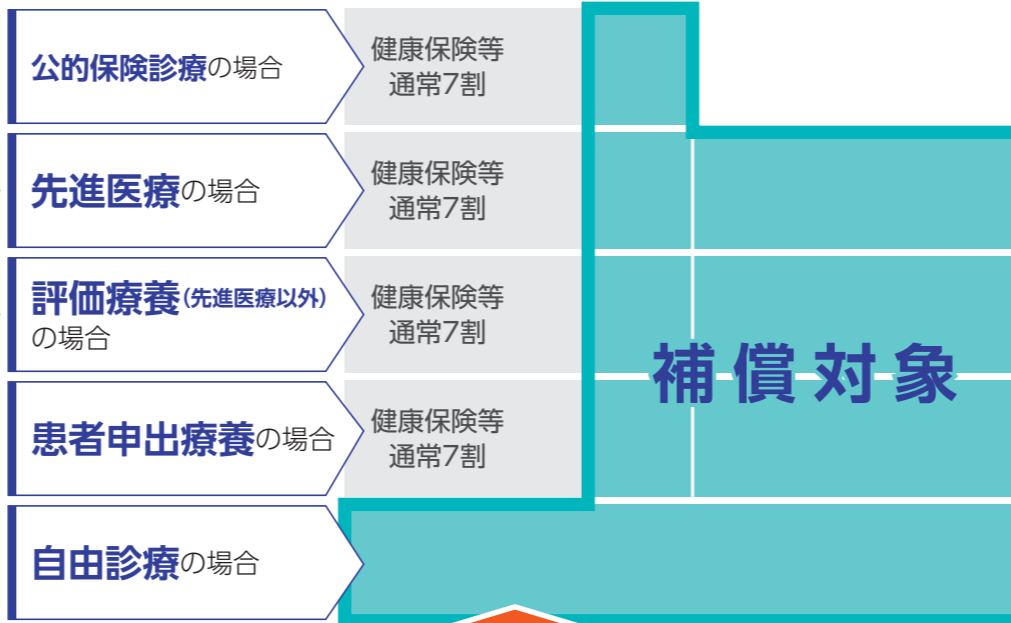 公的保険診療の場合
健康保険等
通常7割
先進医療の場合
健康保険等
通常7割
評価療養(先進医療以外)
の場合
健康保険等
通常7割
補償対象
患者申出療養の場合
健康保険等
通常7割
自由診療の場合